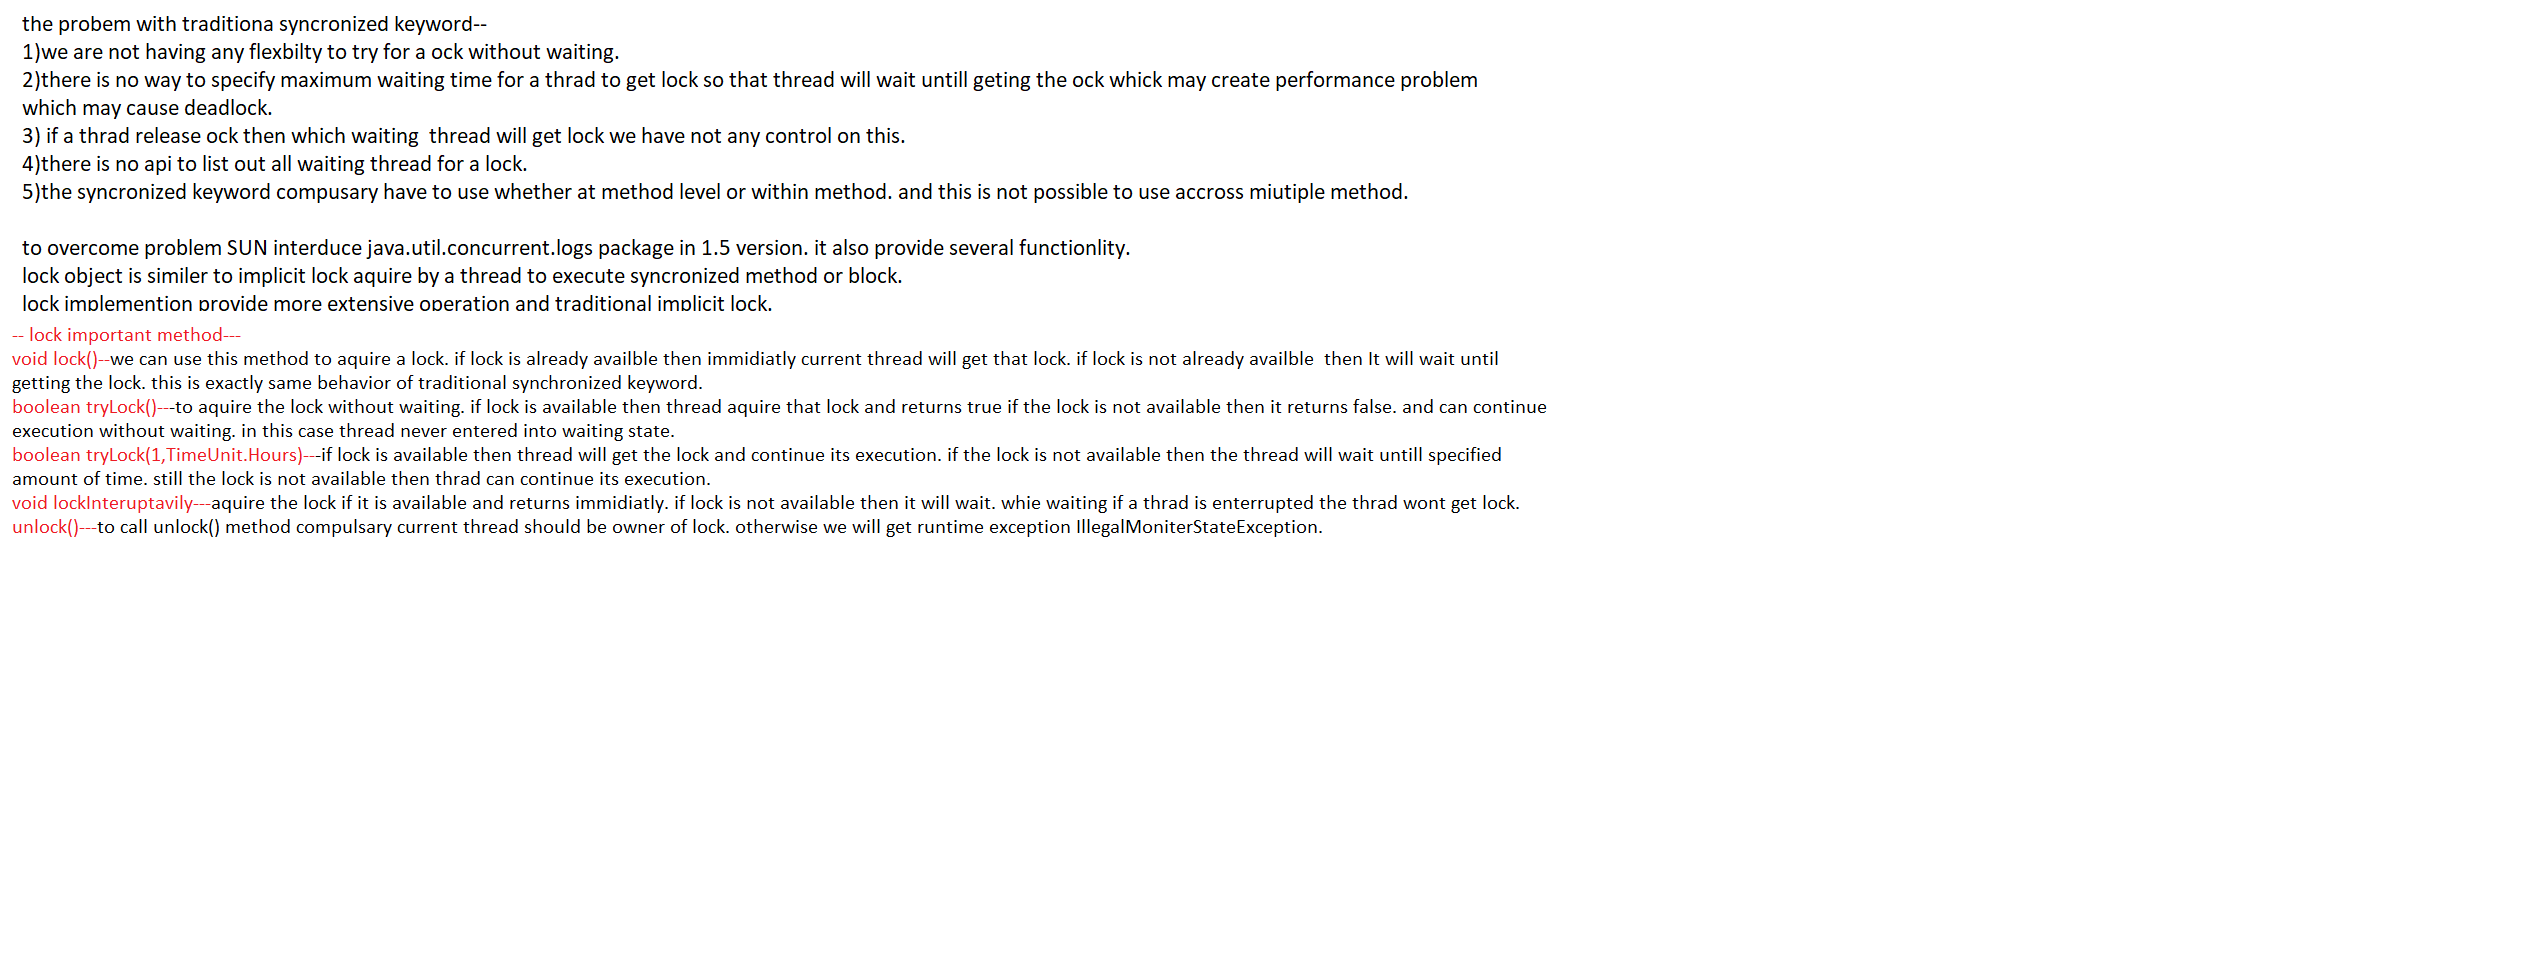 the probem with traditiona syncronized keyword--
1)we are not having any flexbilty to try for a ock without waiting.
2)there is no way to specify maximum waiting time for a thrad to get lock so that thread will wait untill geting the ock whick may create performance problem
which may cause deadlock.
3) if a thrad release ock then which waiting  thread will get lock we have not any control on this.
4)there is no api to list out all waiting thread for a lock.
5)the syncronized keyword compusary have to use whether at method level or within method. and this is not possible to use accross miutiple method.
to overcome problem SUN interduce java.util.concurrent.logs package in 1.5 version. it also provide several functionlity.
lock object is similer to implicit lock aquire by a thread to execute syncronized method or block.
lock implemention provide more extensive operation and traditional implicit lock.
-- lock important method---
void lock()--we can use this method to aquire a lock. if lock is already availble then immidiatly current thread will get that lock. if lock is not already availble  then It will wait until
getting the lock. this is exactly same behavior of traditional synchronized keyword.
boolean tryLock()---to aquire the lock without waiting. if lock is available then thread aquire that lock and returns true if the lock is not available then it returns false. and can continue
execution without waiting. in this case thread never entered into waiting state.
boolean tryLock(1,TimeUnit.Hours)---if lock is available then thread will get the lock and continue its execution. if the lock is not available then the thread will wait untill specified
amount of time. still the lock is not available then thrad can continue its execution.
void lockInteruptavily---aquire the lock if it is available and returns immidiatly. if lock is not available then it will wait. whie waiting if a thrad is enterrupted the thrad wont get lock.
unlock()---to call unlock() method compulsary current thread should be owner of lock. otherwise we will get runtime exception IllegalMoniterStateException.